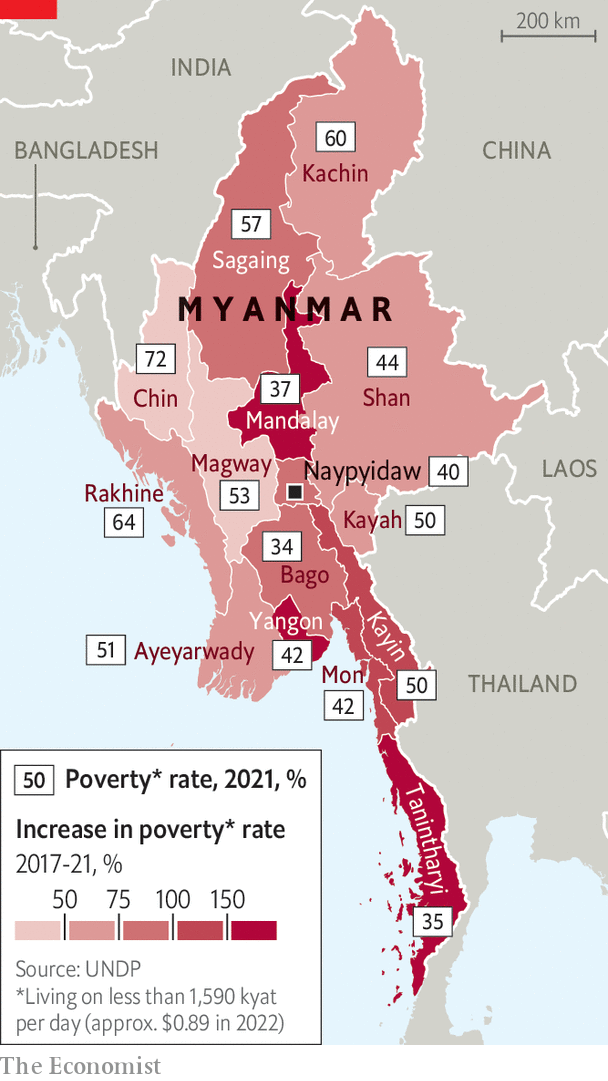 200 km
INDIA
60
BANGLADESH
CHINA
Kachin
57
Sagaing
MYANMAR
72
44
37
Chin
Shan
Mandalay
Magway
Naypyidaw
40
LAOS
Rakhine
53
64
Kayah
50
34
Bago
Yangon
Kayin
51
Ayeyarwady
42
Mon
50
THAILAND
42
50 Poverty* rate, 2021, %
Increase in poverty* rate
2017-21, %
50 75 100 150
Tanintharyi
35
Source: UNDP
*Living on less than 1,590 kyat
per day (approx. $0.89 in 2022)
The Economist